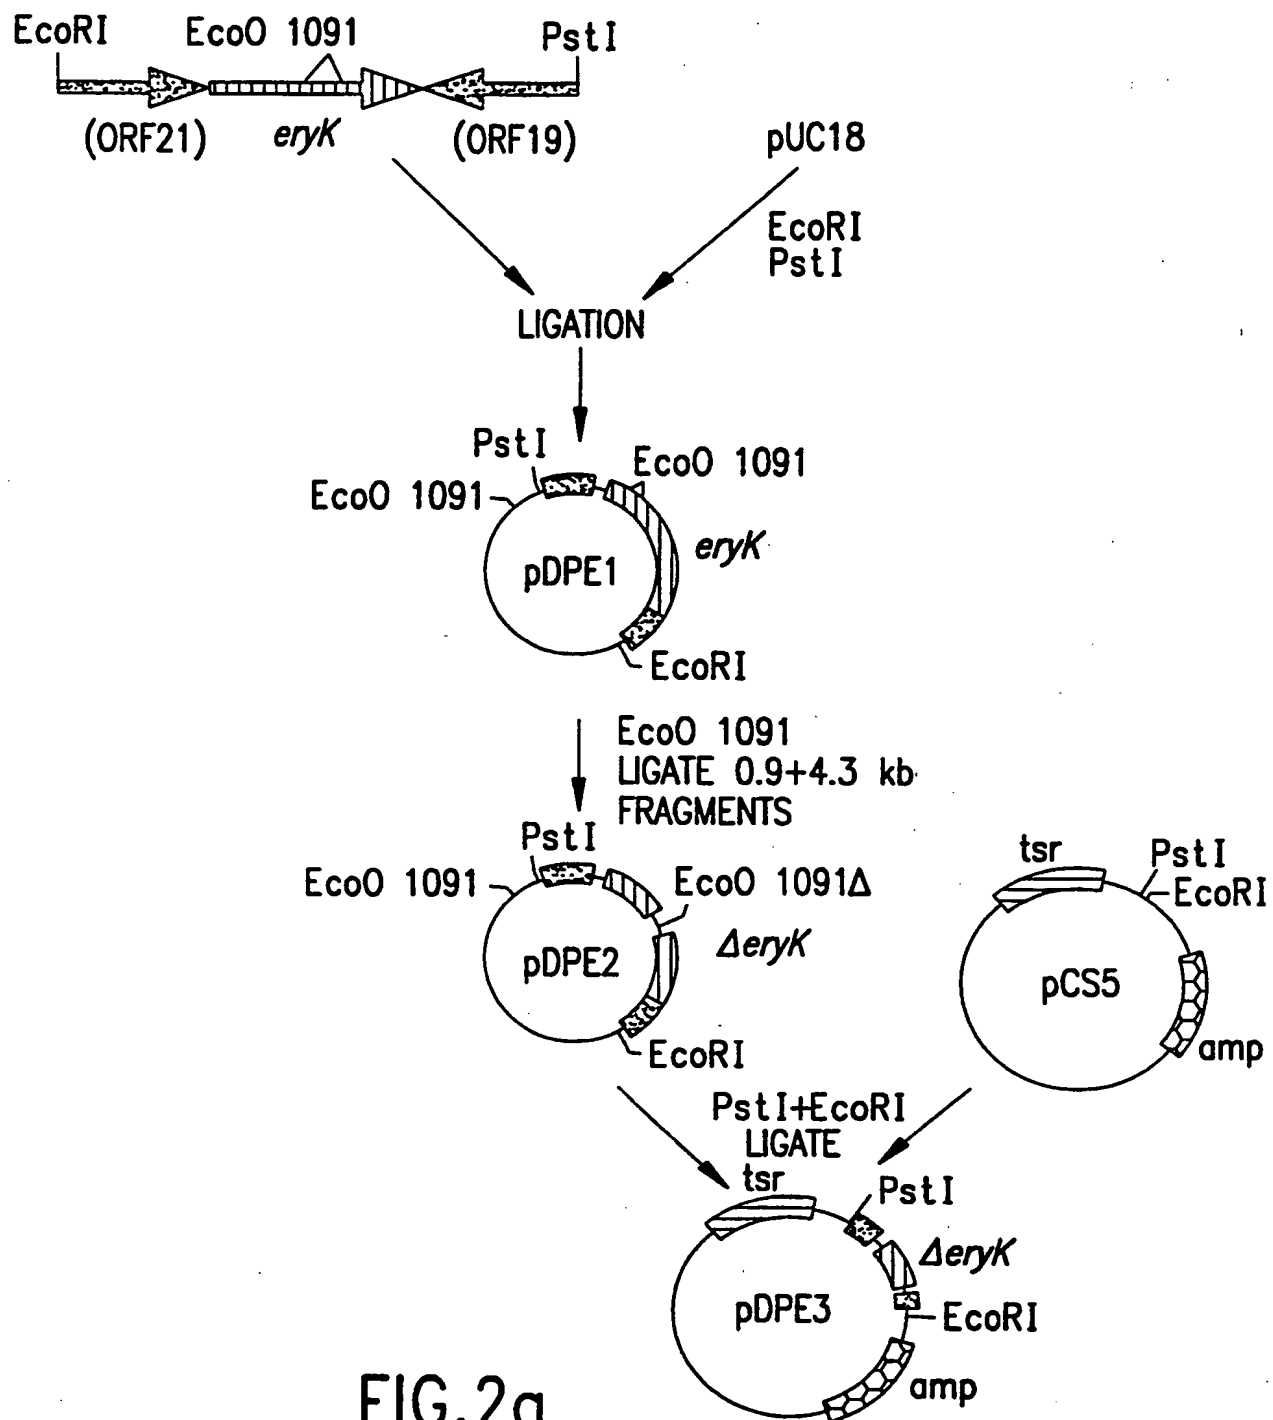 EcoRI
EcoO 1091
PstI
(ORF21)
eryK
(ORF19)
pUC18
EcoRI
PstI
LIGATION
PstI
EcoO 1091
EcoO 1091
eryK
pDPE1
EcoRI
EcoO 1091
LIGATE 0.9+4.3 kb
FRAGMENTS
PstI
EcoO 1091
EcoO 1091Δ
ΔeryK
pDPE2
EcoRI
tsr
PstI
EcoRI
pCS5
amp
PstI+EcoRI
LIGATE
tsr
PstI
ΔeryK
pDPE3
EcoRI
amp
FIG.2a